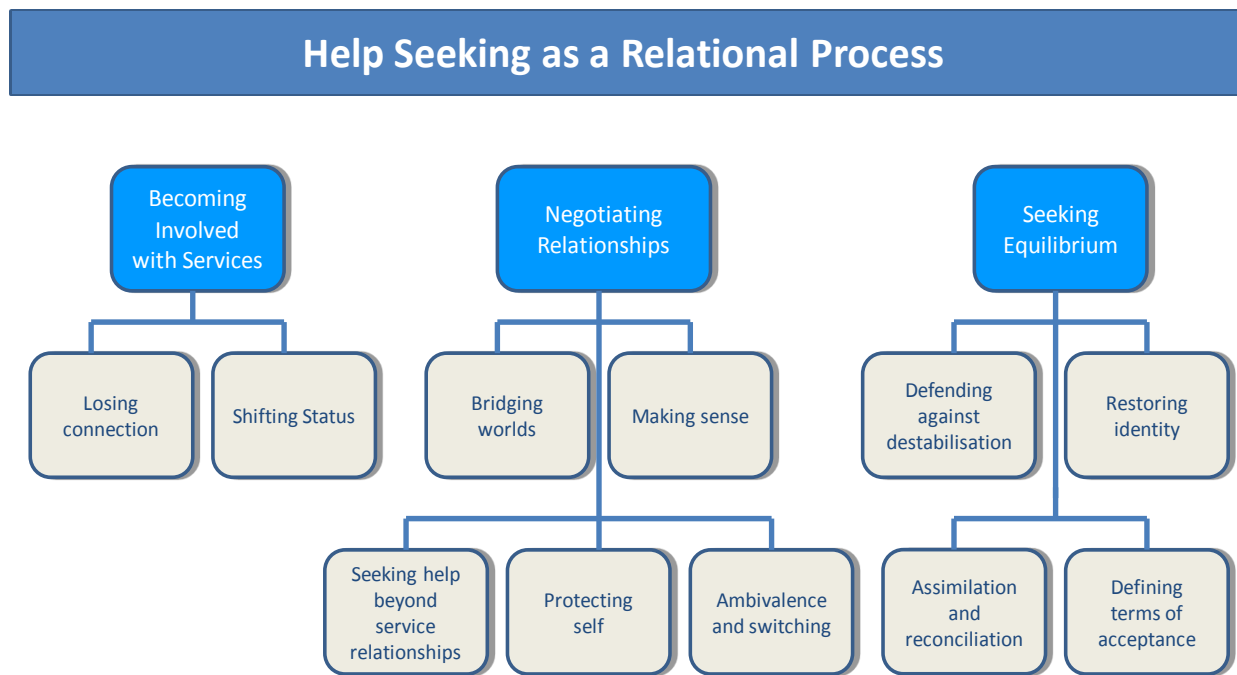 Help Seeking as a Relational Process
Becoming
Involved
with Services
Negotiating
Relationships
Seeking
Equilibrium
Losing
connection
Shifting Status
Bridging
worlds
Making sense
Defending
against
destabilisation
Restoring
identity
Seeking help
beyond
service
relationships
Protecting
self
Ambivalence
and switching
Assimilation
and
reconciliation
Defining
terms of
acceptance